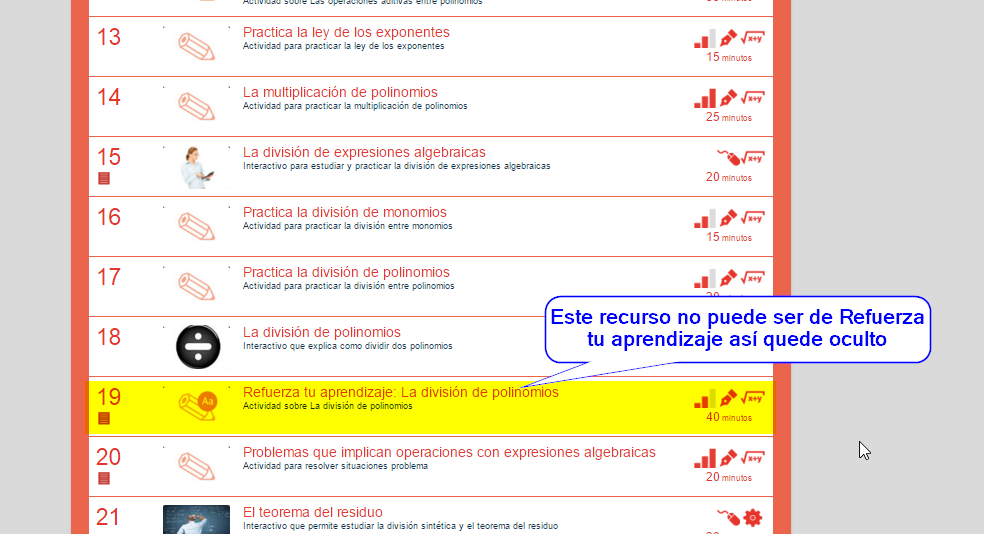 Actividad sobre Las operaciones aditivas entre polinomios
minutos
13
Practica la ley de los exponentes
Actividad para practicar la ley de los exponentes
√x+y
15 minutos
14
La multiplicación de polinomios
Actividad para practicar la multiplicación de polinomios
√x+y
25 minutos
15
La división de expresiones algebraicas
Interactivo para estudiar y practicar la división de expresiones algebraicas
√x+y
20 minutos
16
Practica la división de monomios
Actividad para practicar la división entre monomios
√x+y
15 minutos
17
Practica la división de polinomios
Actividad para practicar la división entre polinomios
√x+y
20 minutos
Este recurso no puede ser de Refuerza
tu aprendizaje así quede oculto
18
La división de polinomios
Interactivo que explica como dividir dos polinomios
19
Aa
Refuerza tu aprendizaje: La división de polinomios
Actividad sobre La división de polinomios
√x+y
40 minutos
20
Problemas que implican operaciones con expresiones algebraicas
Actividad para resolver situaciones problema
√x+y
20 minutos
21
El teorema del residuo
Interactivo que permite estudiar la división sintética y el teorema del residuo